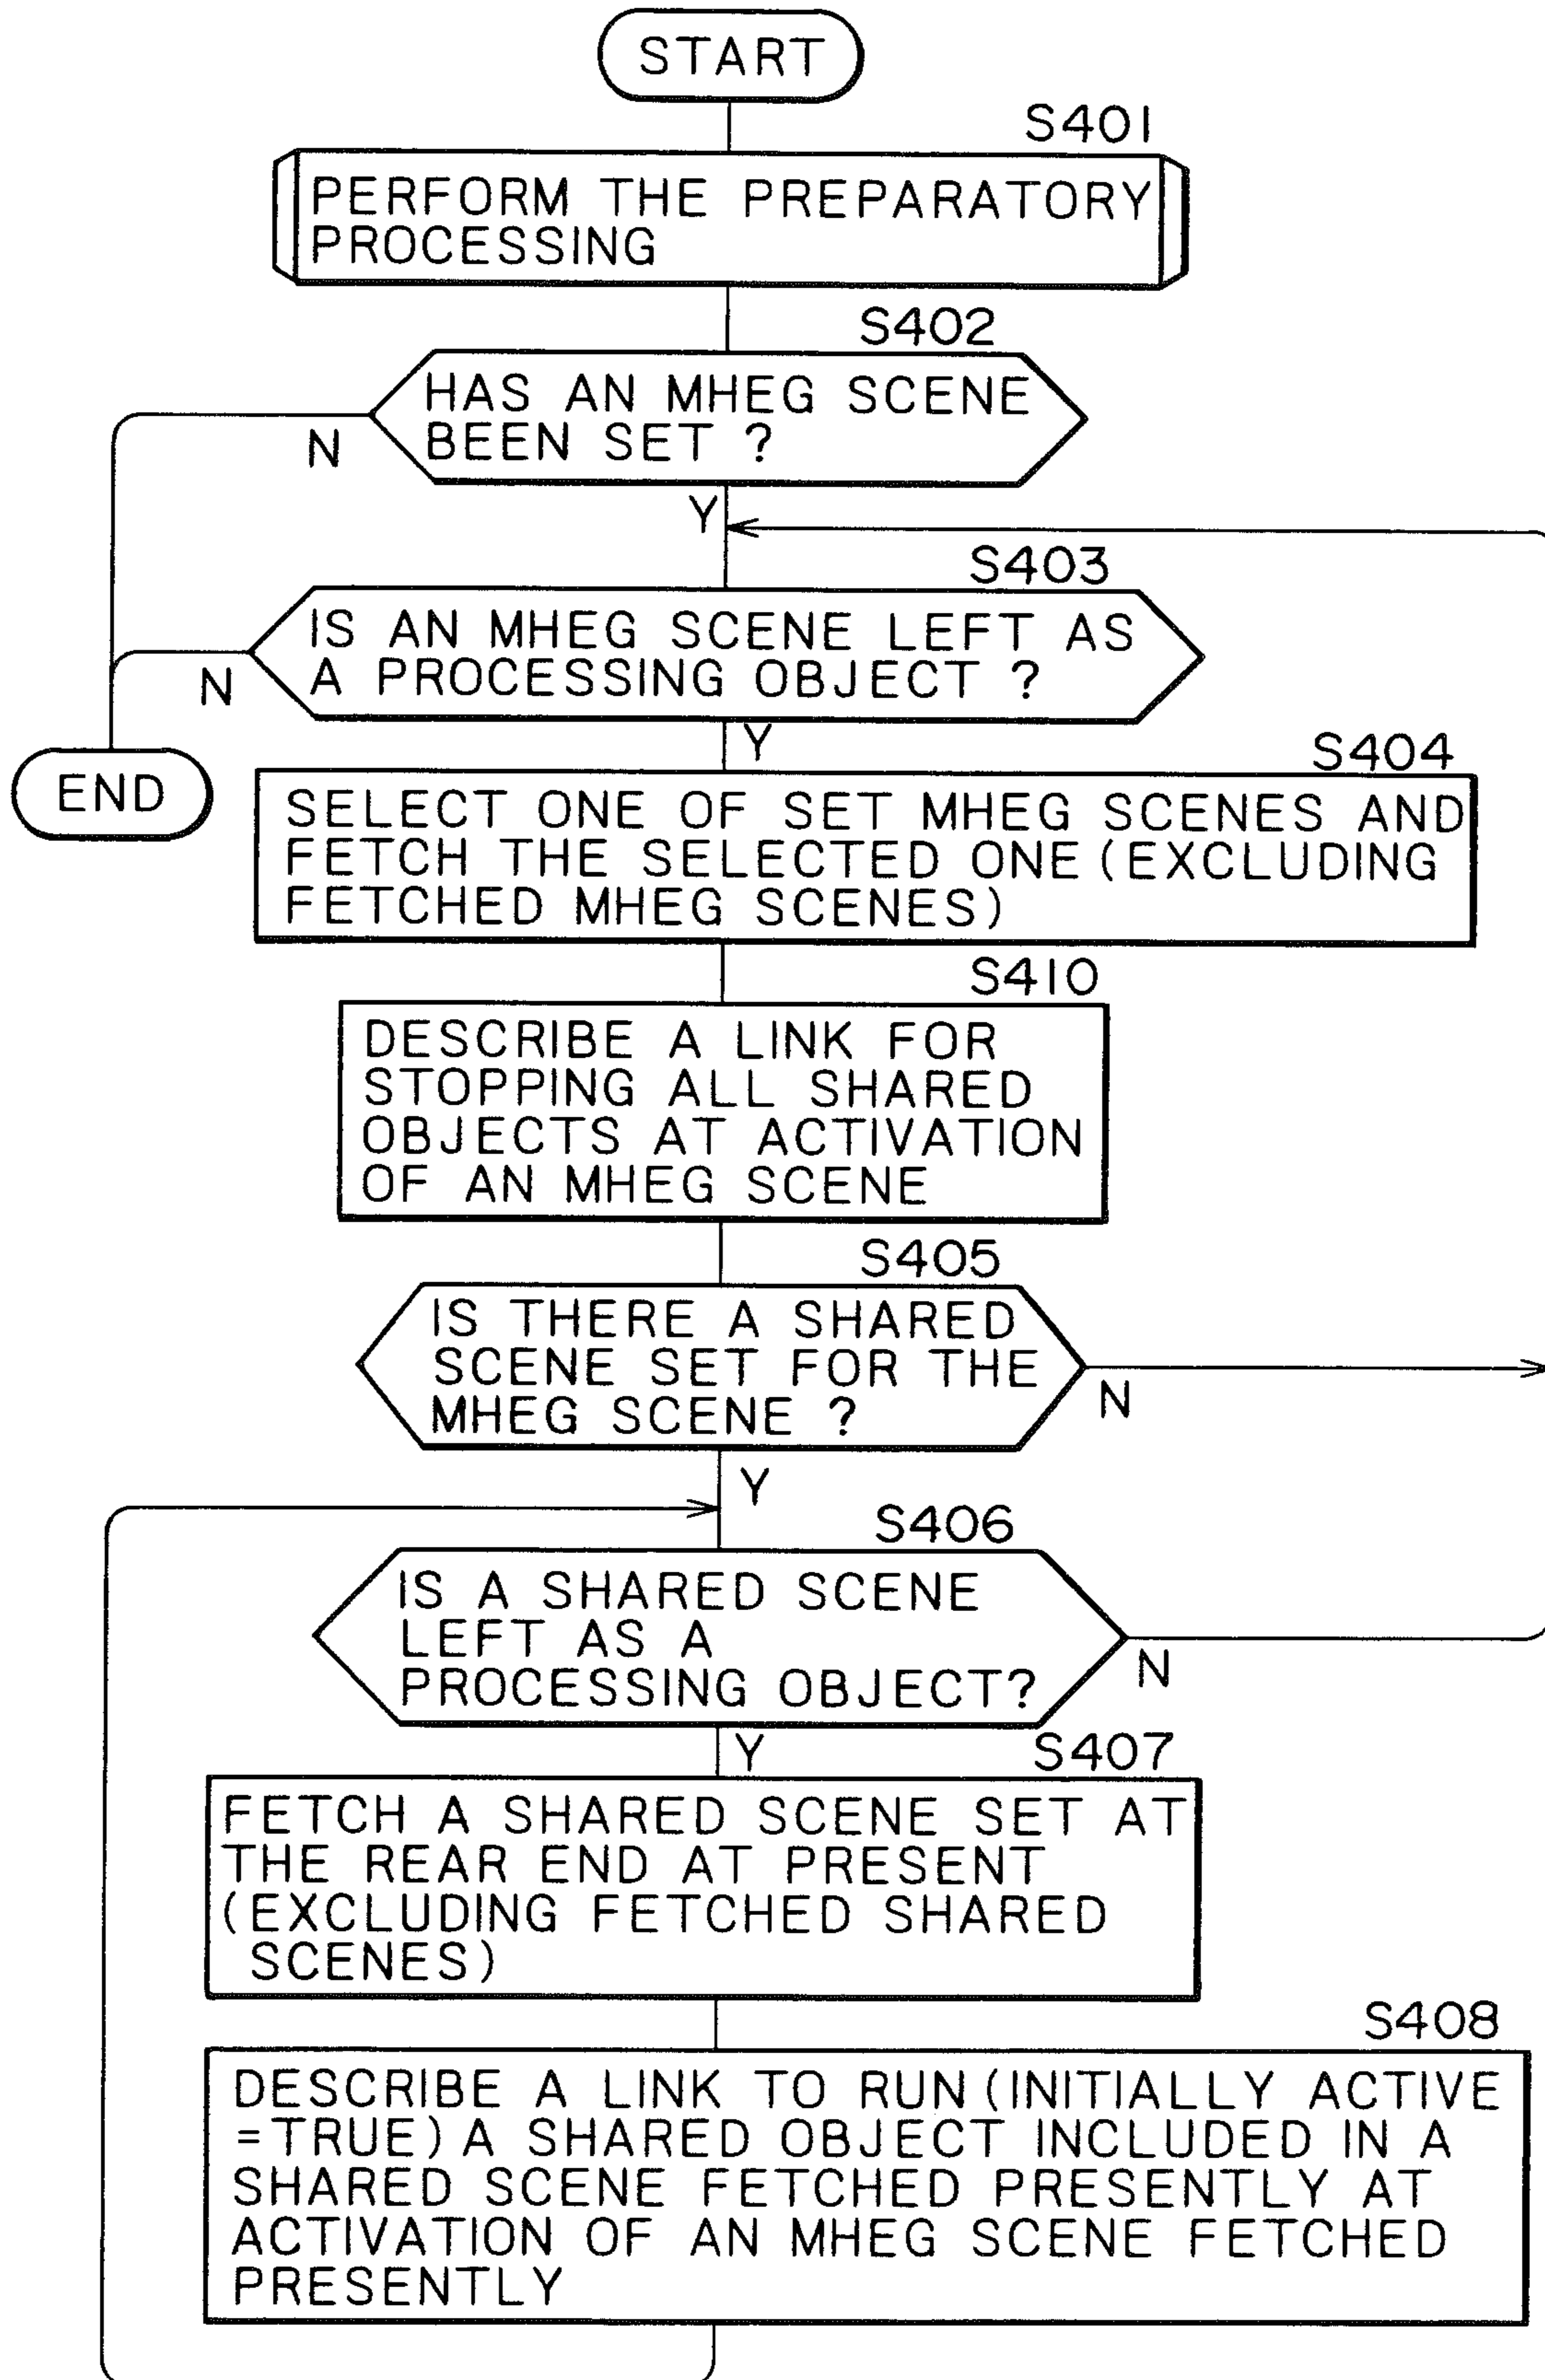 START
S401
PERFORM THE PREPARATORY
PROCESSING
S402
HAS AN MHEG SCENE
BEEN SET ?
N
Y
S403
IS AN MHEG SCENE LEFT AS
A PROCESSING OBJECT ?
N
Y
END
S404
SELECT ONE OF SET MHEG SCENES AND
FETCH THE SELECTED ONE (EXCLUDING
FETCHED MHEG SCENES)
S410
DESCRIBE A LINK FOR
STOPPING ALL SHARED
OBJECTS AT ACTIVATION
OF AN MHEG SCENE
S405
IS THERE A SHARED
SCENE SET FOR THE
MHEG SCENE ?
N
Y
S406
IS A SHARED SCENE
LEFT AS A
PROCESSING OBJECT?
N
Y
S407
FETCH A SHARED SCENE SET AT
THE REAR END AT PRESENT
(EXCLUDING FETCHED SHARED
SCENES)
S408
DESCRIBE A LINK TO RUN (INITIALLY ACTIVE
=TRUE) A SHARED OBJECT INCLUDED IN A
SHARED SCENE FETCHED PRESENTLY AT
ACTIVATION OF AN MHEG SCENE FETCHED
PRESENTLY